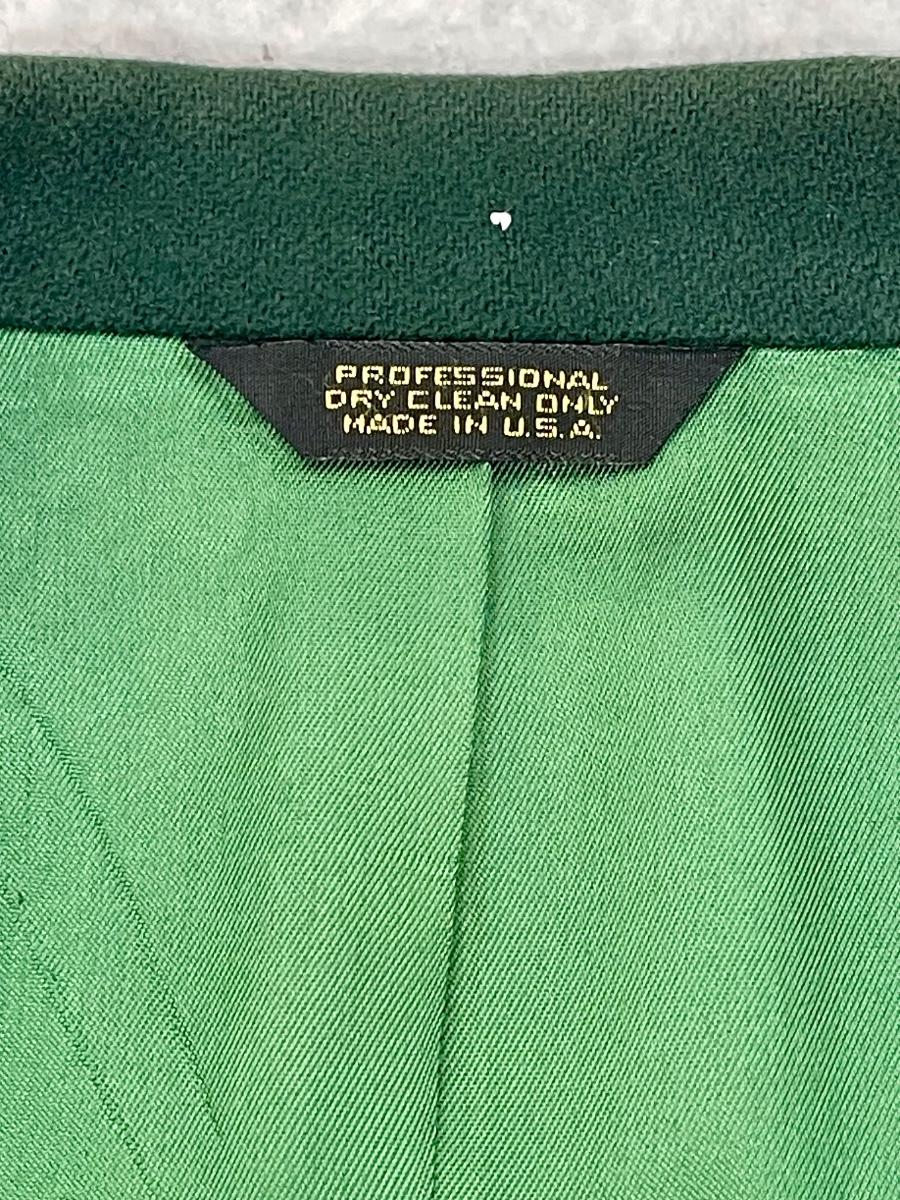 PROFESSIONAL
DRY CLEAN ONLY
MADE IN U.S.A.